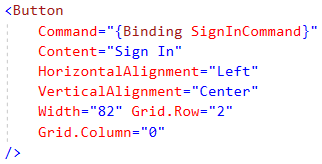 <Button
Command="{Binding SignInCommand}"
Content="Sign In"
HorizontalAlignment="Left"
VerticalAlignment="Center"
Width="82" Grid.Row="2"
Grid.Column="0"
/>